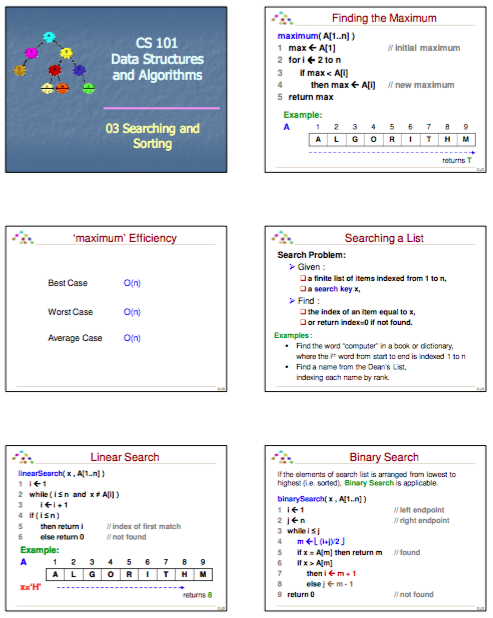 CS 101
Data Structures
and Algorithms
03 Searching and
Sorting
Finding the Maximum
maximum( A[1..n] )
1 max ← A[1] // initial maximum
2 for i ← 2 to n
3 if max < A[i]
4 then max ← A[i] // new maximum
5 return max
Example:
1 2 3 4 5 6 7 8 9
A A L G O R I T H M
returns T
'maximum' Efficiency
Best Case O(n)
Worst Case O(n)
Average Case O(n)
Searching a List
Search Problem:
➢ Given :
❑ a finite list of items indexed from 1 to n,
❑ a search key x,
➢ Find :
❑ the index of an item equal to x,
❑ or return index=0 if not found.
Examples :
• Find the word "computer" in a book or dictionary,
where the iᵗʰ word from start to end is indexed 1 to n
• Find a name from the Dean's List,
indexing each name by rank.
Linear Search
linearSearch( x , A[1..n] )
1 i ← 1
2 while ( i ≤ n and x ≠ A[i] )
3 i ← i + 1
4 if ( i ≤ n )
5 then return i // index of first match
6 else return 0 // not found
Example:
A 1 2 3 4 5 6 7 8 9
A L G O R I T H M
x='H'
returns 8
Binary Search
If the elements of search list is arranged from lowest to
highest (i.e. sorted), Binary Search is applicable.
binarySearch( x , A[1..n] )
1 i ← 1 // left endpoint
2 j ← n // right endpoint
3 while i ≤ j
4 m ← ⌊ (i+j)/2 ⌋
5 if x = A[m] then return m // found
6 if x > A[m]
7 then i ← m + 1
8 else j ← m - 1
9 return 0 // not found